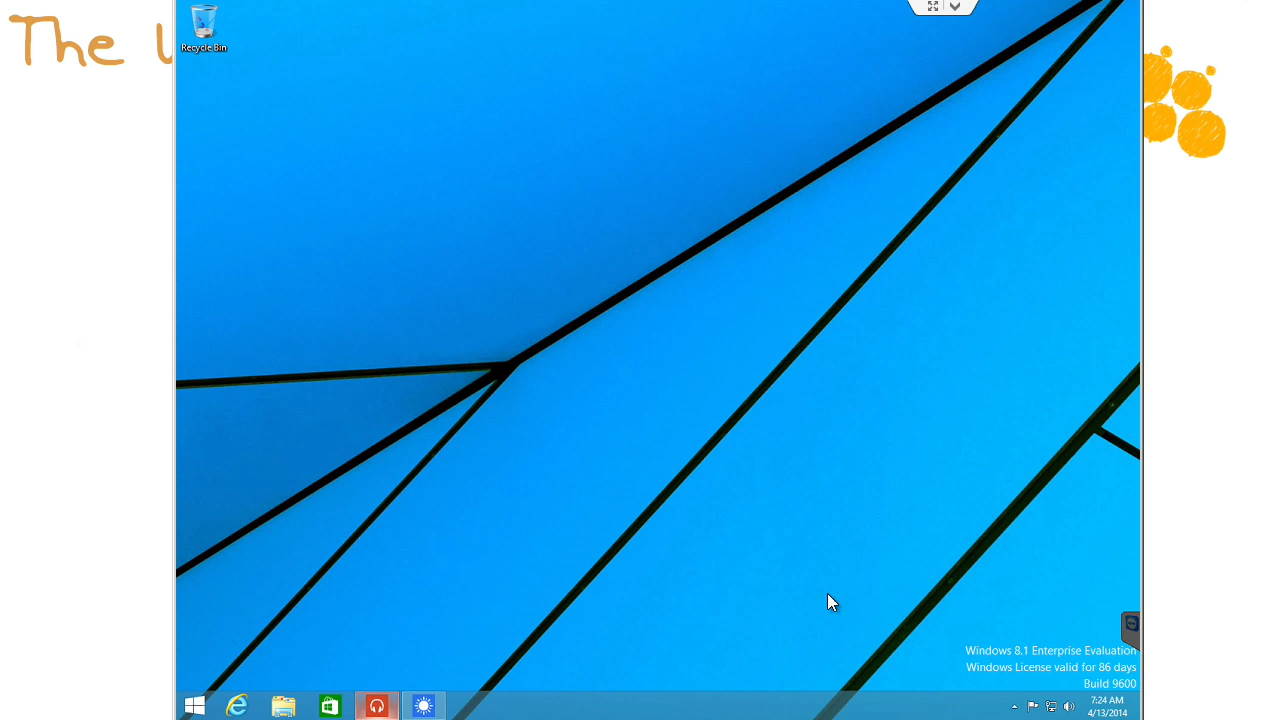 The
Recycle Bin
Windows 8.1 Enterprise Evaluation
Windows License valid for 86 days
Build 9600
7:24 AM
4/13/2014